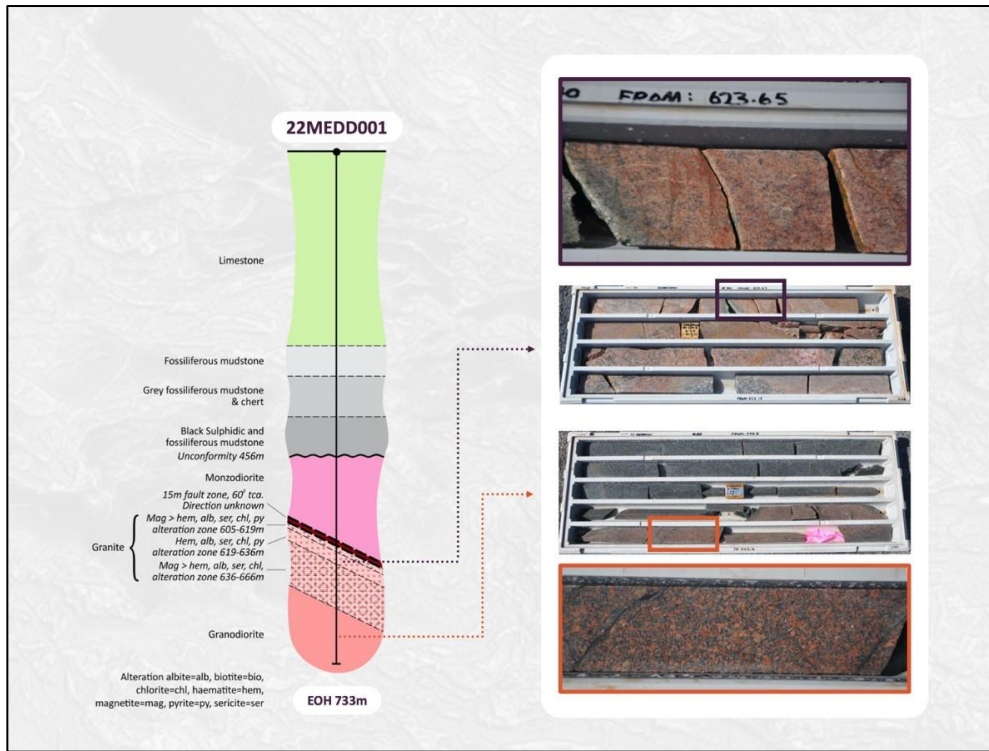 22MEDD001
Limestone
Fossiliferous mudstone
Grey fossiliferous mudstone
& chert
Black Sulphidic and
fossiliferous mudstone
Unconformity 456m
Monzodiorite
15m fault zone, 60° tca.
Direction unknown
Mag > hem, alb, ser, chl, py
alteration zone 605-619m
Granite
Hem, alb, ser, chl, py
alteration zone 619-636m
Mag > hem, alb, ser, chl,
alteration zone 636-666m
Granodiorite
Alteration albite=alb, biotite=bio,
chlorite=chl, haematite=hem,
magnetite=mag, pyrite=py, sericite=ser
EOH 733m
FROM: 623.65